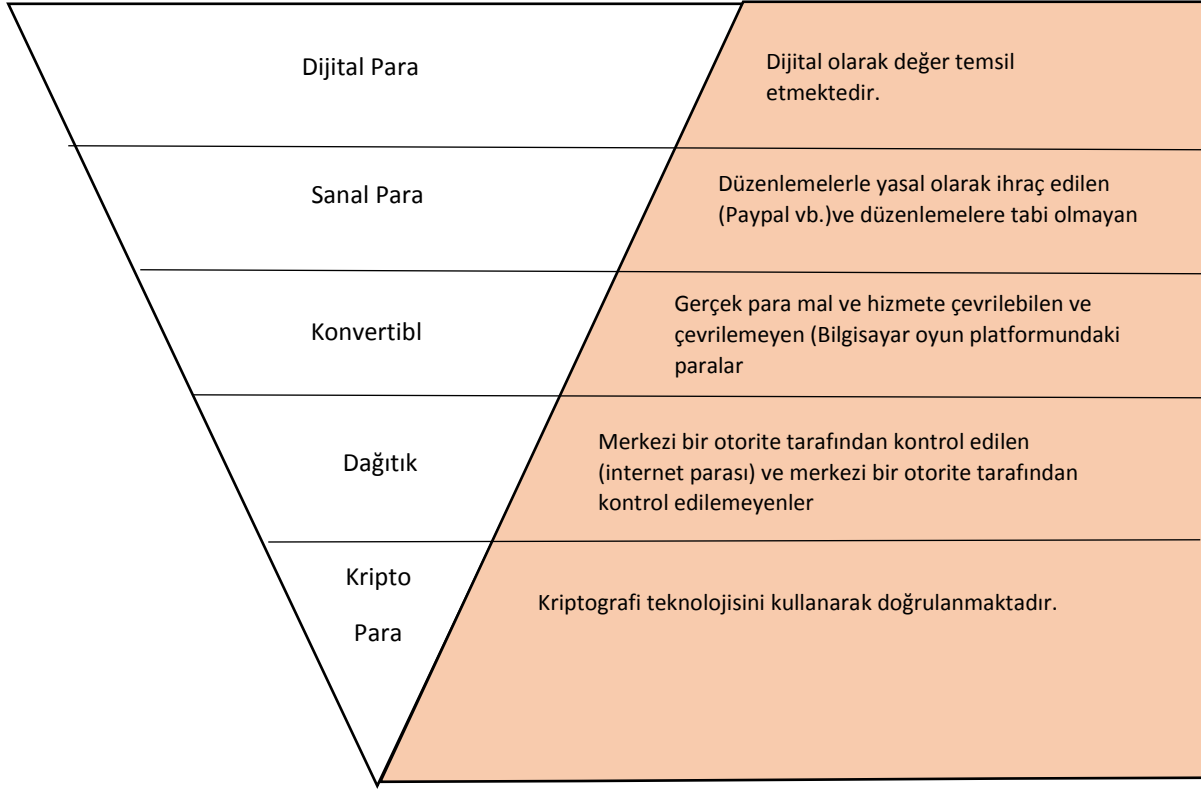 Dijital Para
Dijital olarak değer temsil
etmektedir.
Sanal Para
Düzenlemelerle yasal olarak ihraç edilen
(Paypal vb.)ve düzenlemelere tabi olmayan
Konvertibl
Gerçek para mal ve hizmete çevrilebilen ve
çevrilemeyen (Bilgisayar oyun platformundaki
paralar
Dağıtık
Merkezi bir otorite tarafından kontrol edilen
(internet parası) ve merkezi bir otorite tarafından
kontrol edilemeyenler
Kripto
Para
Kriptografi teknolojisini kullanarak doğrulanmaktadır.